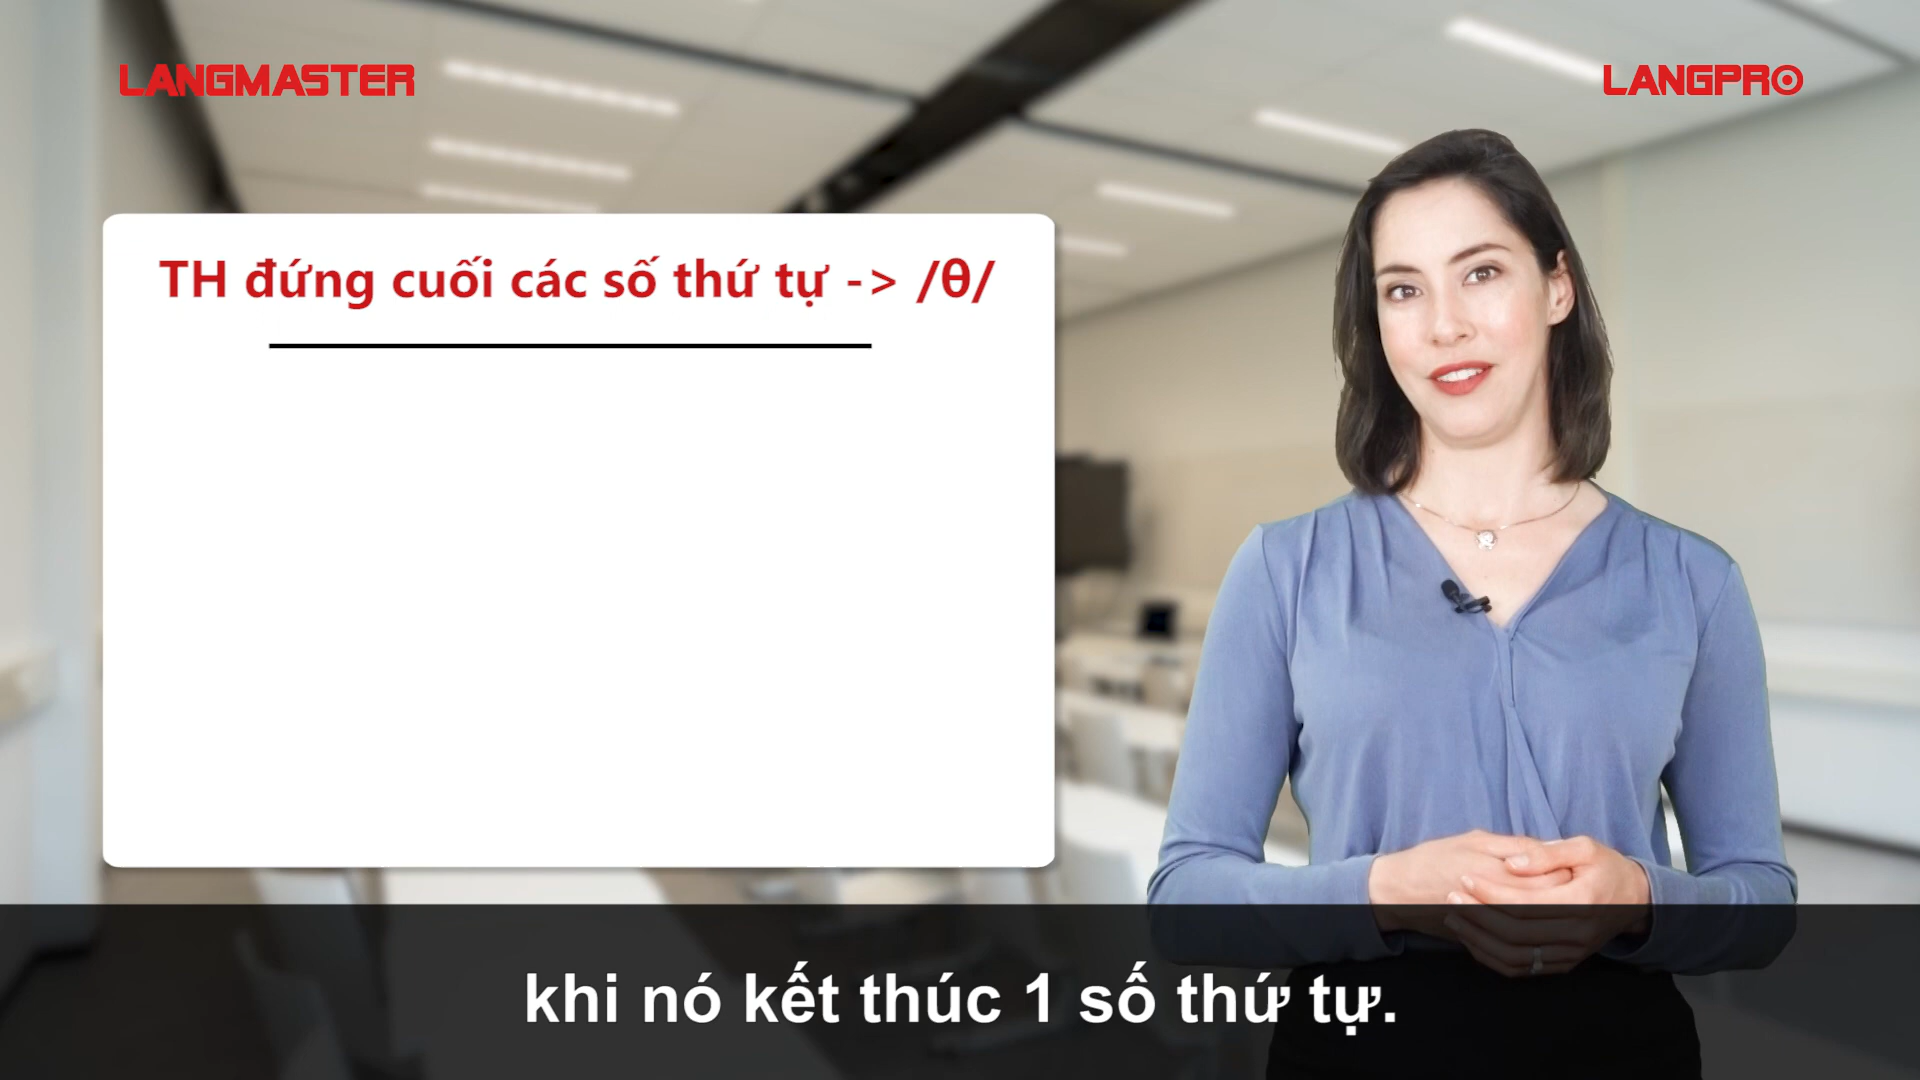 LANGMASTER
LANGPRO
TH đứng cuối các số thứ tự -> /θ/
khi nó kết thúc 1 số thứ tự.